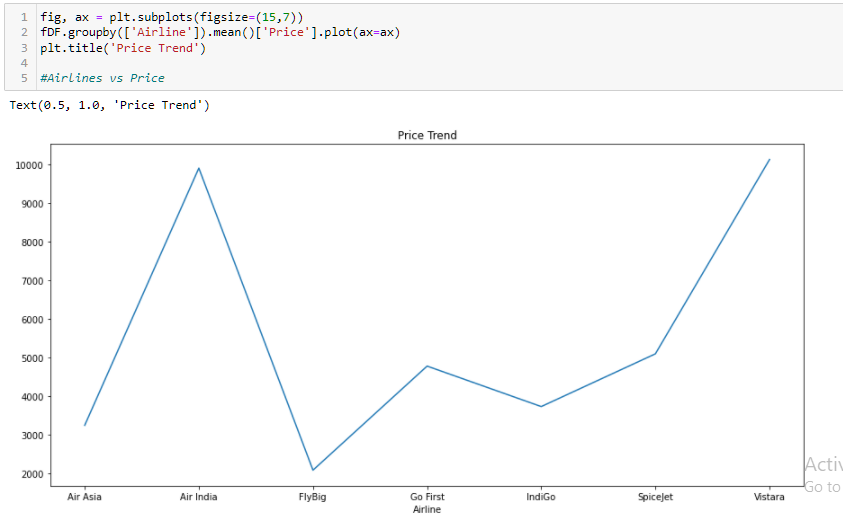 1 fig, ax = plt.subplots(figsize=(15,7))
2 fDF.groupby(['Airline']).mean()['Price'].plot(ax=ax)
3 plt.title('Price Trend')
4
5 #Airlines vs Price
Text(0.5, 1.0, 'Price Trend')
Price Trend
10000
9000
8000
7000
6000
5000
4000
3000
2000
Air Asia Air India FlyBig Go First IndiGo SpiceJet Vistara
Airline
Activ
Go to